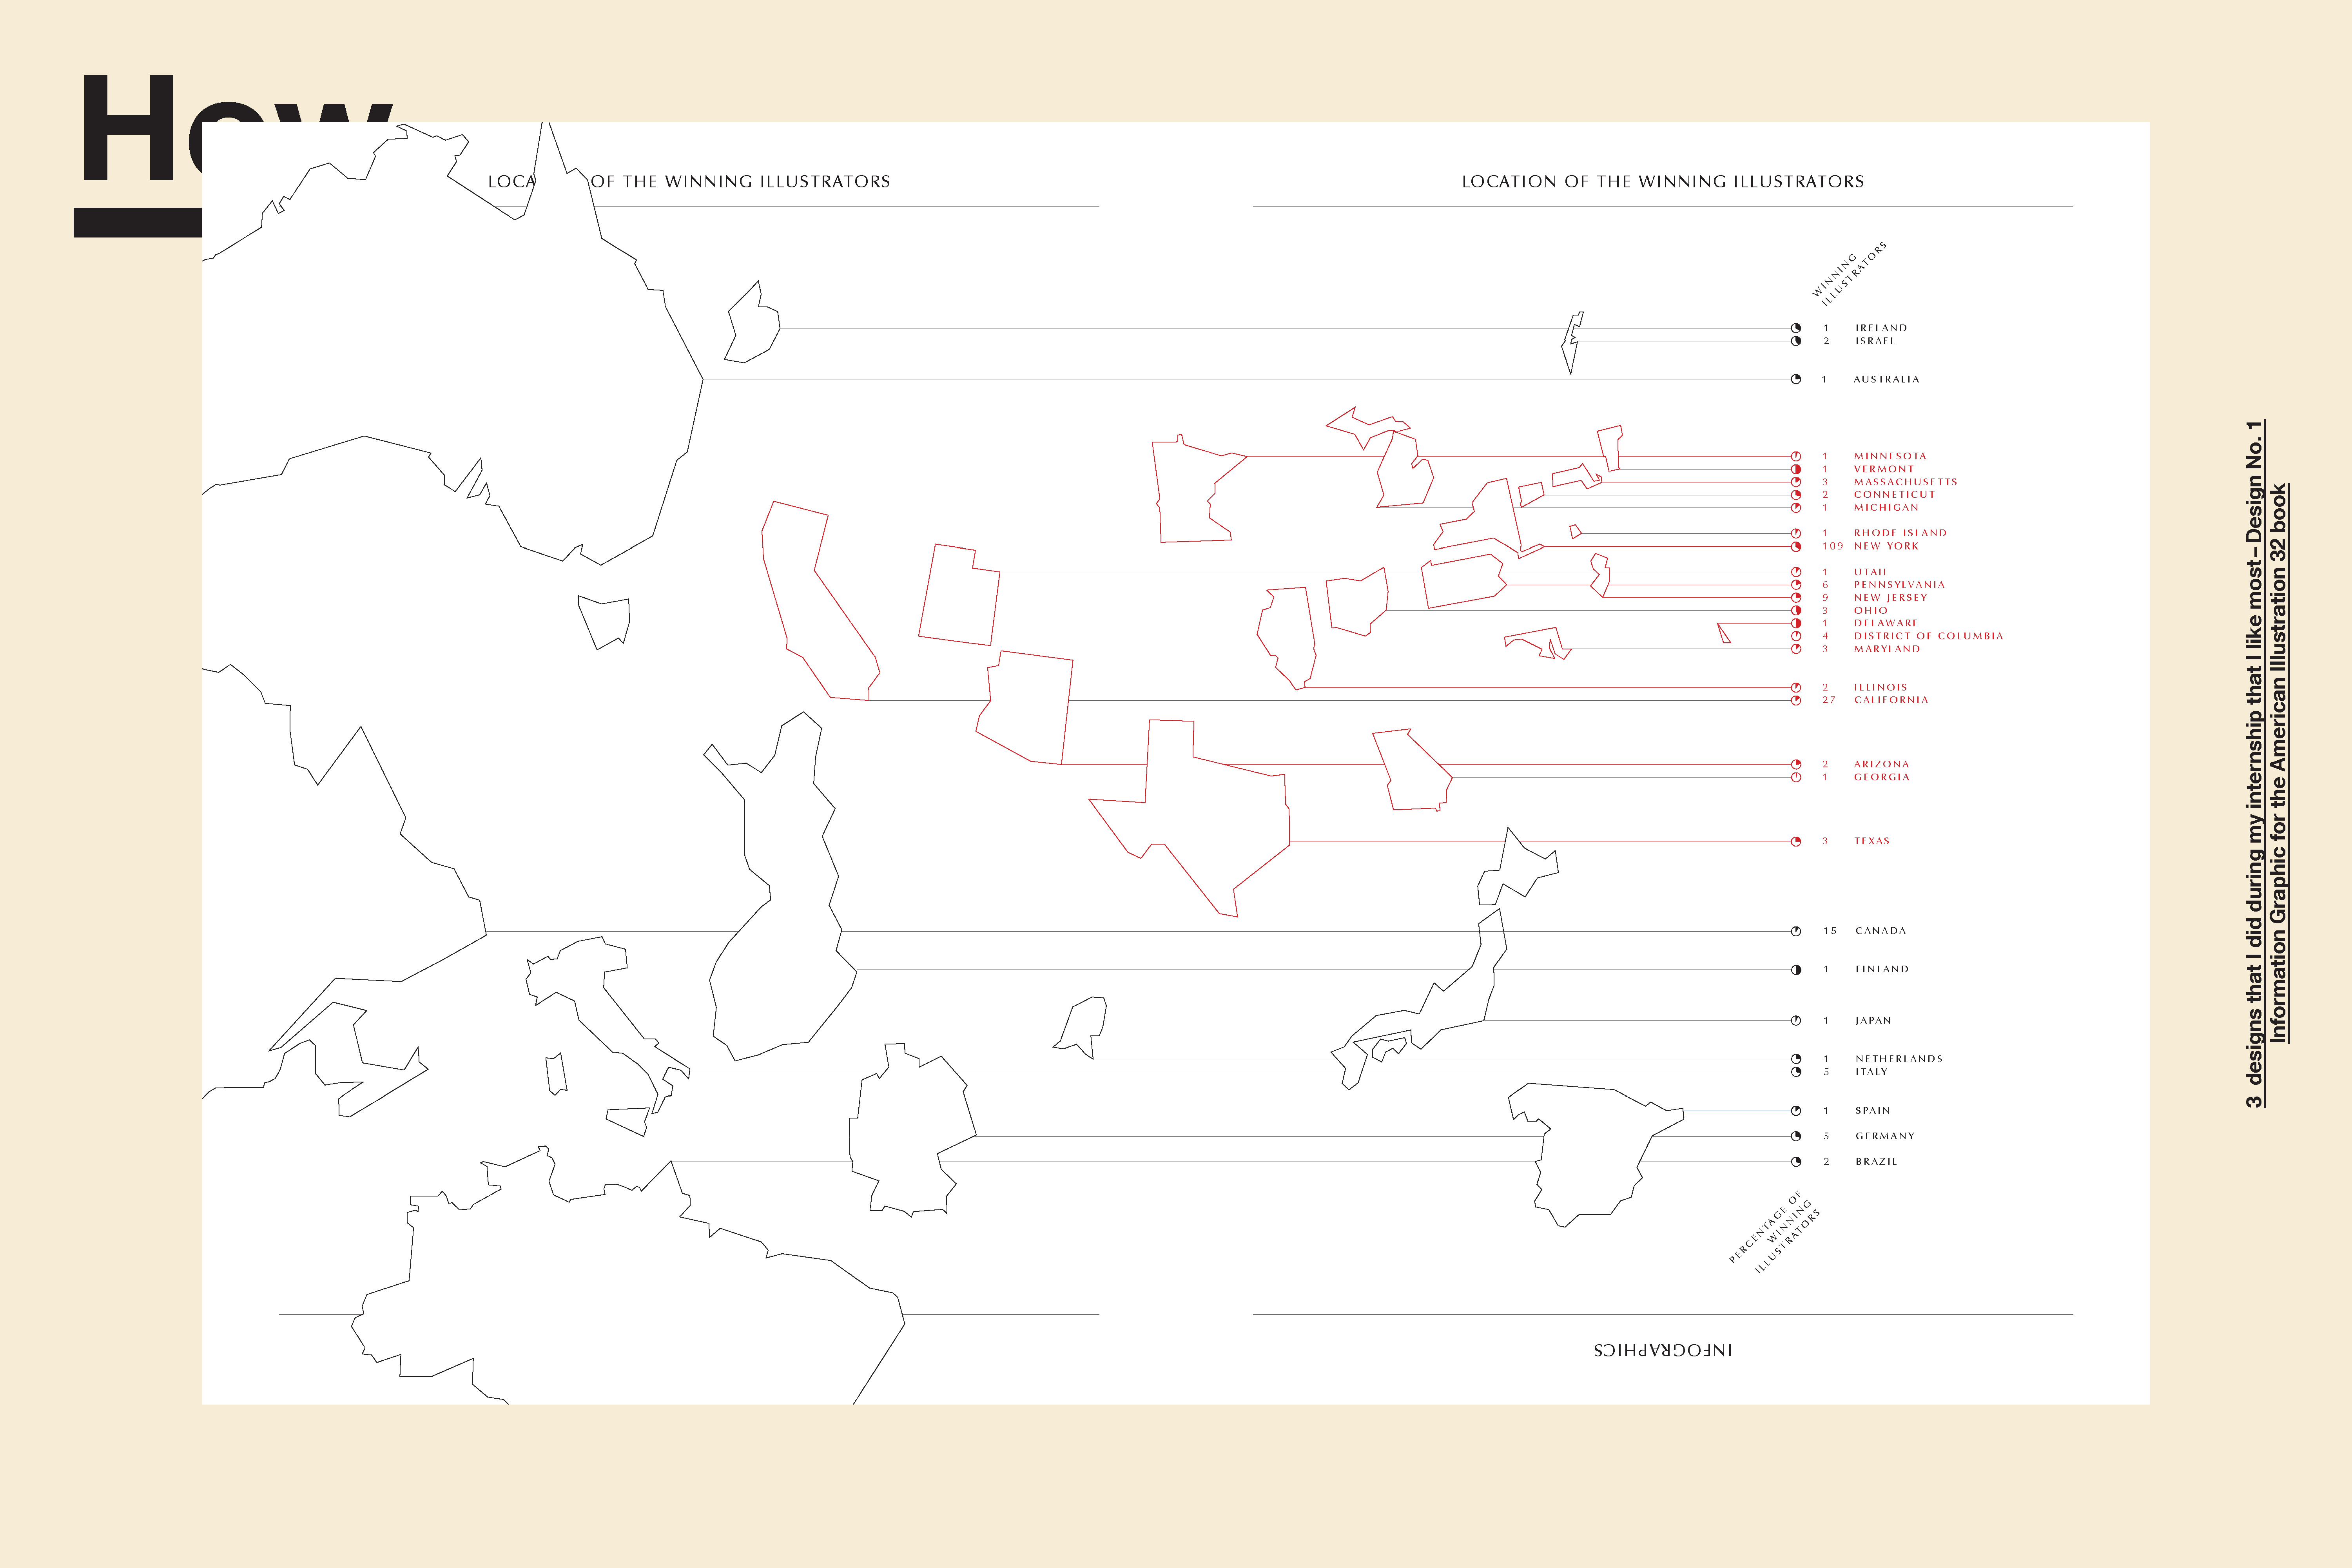 How
LOCA OF THE WINNING ILLUSTRATORS
LOCATION OF THE WINNING ILLUSTRATORS
WINNING
ILLUSTRATORS
1 IRELAND
2 ISRAEL
1 AUSTRALIA
1 MINNESOTA
1 VERMONT
3 MASSACHUSETTS
2 CONNETICUT
1 MICHIGAN
1 RHODE ISLAND
109 NEW YORK
1 UTAH
6 PENNSYLVANIA
9 NEW JERSEY
3 OHIO
1 DELAWARE
4 DISTRICT OF COLUMBIA
3 MARYLAND
2 ILLINOIS
27 CALIFORNIA
2 ARIZONA
1 GEORGIA
3 TEXAS
15 CANADA
1 FINLAND
1 JAPAN
1 NETHERLANDS
5 ITALY
1 SPAIN
5 GERMANY
2 BRAZIL
PERCENTAGE OF
WINNING
ILLUSTRATORS
INFOGRAPHICS
3 designs that I did during my internship that I like most–Design No. 1
Information Graphic for the American Illustration 32 book